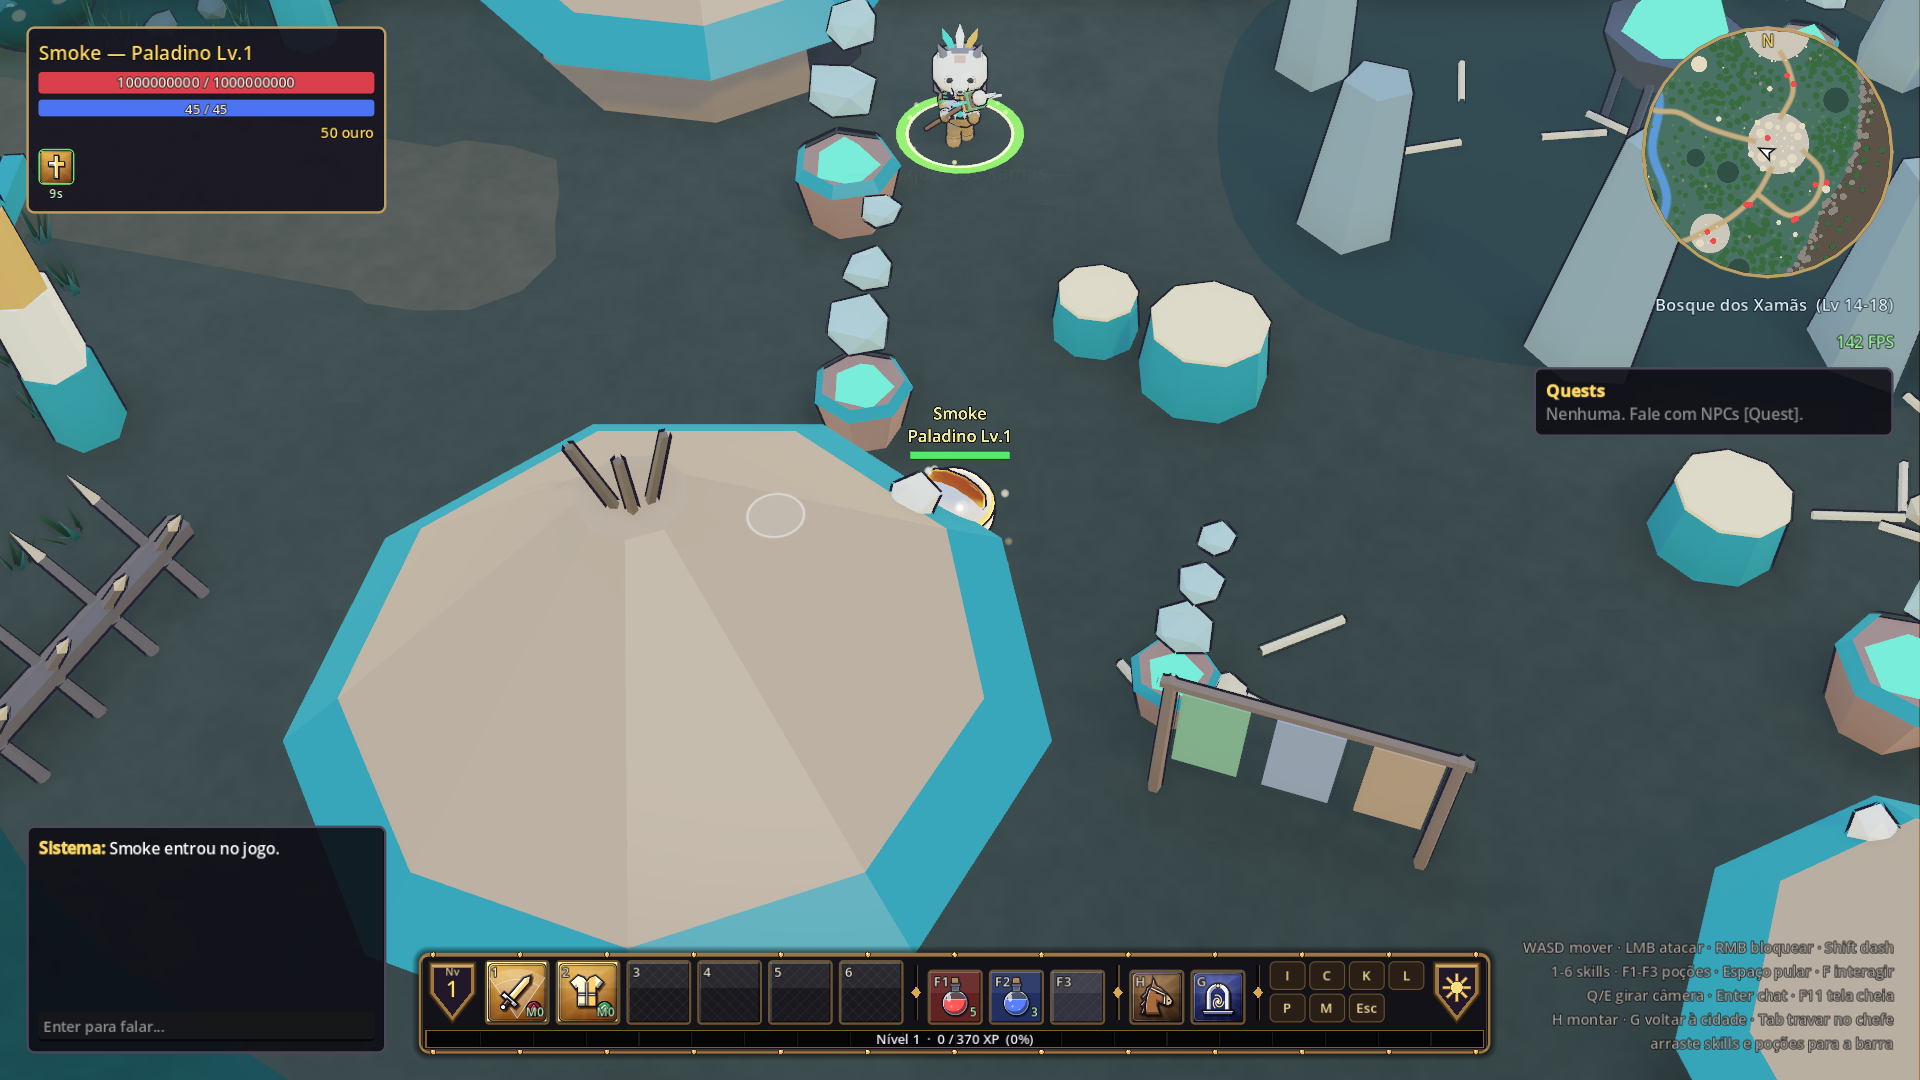 Smoke — Paladino Lv.1
1000000000 / 1000000000
45 / 45
50 ouro
9s
N
Bosque dos Xamãs (Lv 14-18)
142 FPS
Quests
Nenhuma. Fale com NPCs [Quest].
Smoke
Paladino Lv.1
Sistema: Smoke entrou no jogo.
Enter para falar...
Nv
1
1 M0
2 M0
3
4
5
6
F1 5
F2 3
F3
H
G
I C K L
P M Esc
Nível 1 · 0 / 370 XP (0%)
WASD mover · LMB atacar · RMB bloquear · Shift dash
1-6 skills · F1-F3 poções · Espaço pular · F interagir
Q/E girar câmera · Enter chat · F11 tela cheia
H montar · G voltar à cidade · Tab travar no chefe
arraste skills e poções para a barra